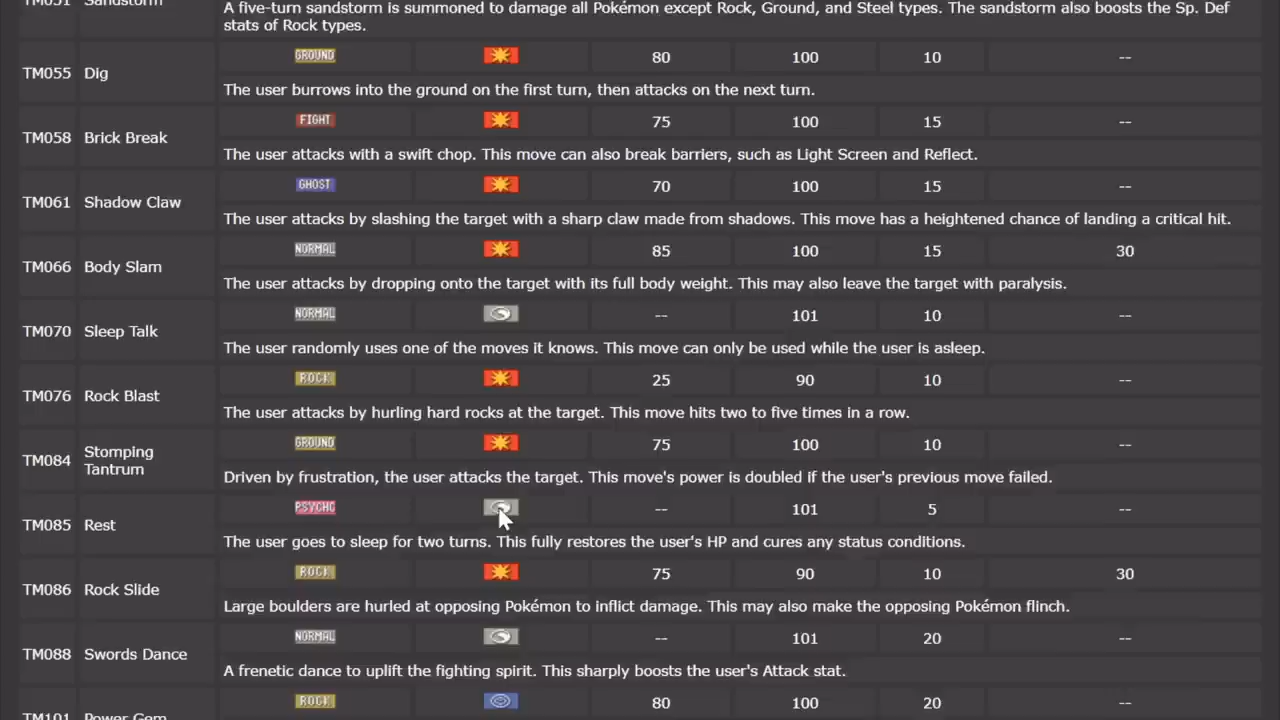 A five-turn sandstorm is summoned to damage all Pokémon except Rock, Ground, and Steel types. The sandstorm also boosts the Sp. Def
stats of Rock types.
TM055 Dig GROUND 80 100 10 --
The user burrows into the ground on the first turn, then attacks on the next turn.
TM058 Brick Break FIGHT 75 100 15 --
The user attacks with a swift chop. This move can also break barriers, such as Light Screen and Reflect.
TM061 Shadow Claw GHOST 70 100 15 --
The user attacks by slashing the target with a sharp claw made from shadows. This move has a heightened chance of landing a critical hit.
TM066 Body Slam NORMAL 85 100 15 30
The user attacks by dropping onto the target with its full body weight. This may also leave the target with paralysis.
TM070 Sleep Talk NORMAL -- 101 10 --
The user randomly uses one of the moves it knows. This move can only be used while the user is asleep.
TM076 Rock Blast ROCK 25 90 10 --
The user attacks by hurling hard rocks at the target. This move hits two to five times in a row.
TM084 Stomping Tantrum GROUND 75 100 10 --
Driven by frustration, the user attacks the target. This move's power is doubled if the user's previous move failed.
TM085 Rest PSYCHC -- 101 5 --
The user goes to sleep for two turns. This fully restores the user's HP and cures any status conditions.
TM086 Rock Slide ROCK 75 90 10 30
Large boulders are hurled at opposing Pokémon to inflict damage. This may also make the opposing Pokémon flinch.
TM088 Swords Dance NORMAL -- 101 20 --
A frenetic dance to uplift the fighting spirit. This sharply boosts the user's Attack stat.
TM101 Power Gem ROCK 80 100 20 --